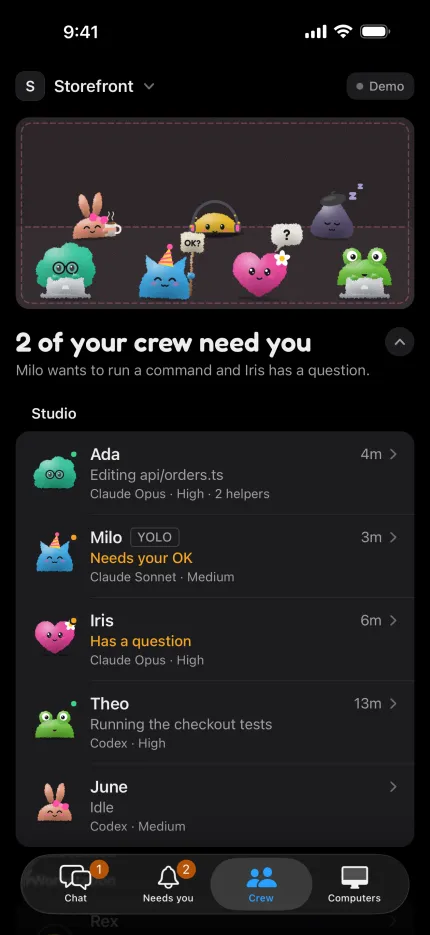 9:41
S Storefront Demo
z z z
OK?
?
2 of your crew need you
Milo wants to run a command and Iris has a question.
Studio
Ada 4m
Editing api/orders.ts
Claude Opus · High · 2 helpers
Milo YOLO 3m
Needs your OK
Claude Sonnet · Medium
Iris 6m
Has a question
Claude Opus · High
Theo 13m
Running the checkout tests
Codex · High
June
Idle
Codex · Medium
1 2
Chat Needs you Crew Computers
Rex